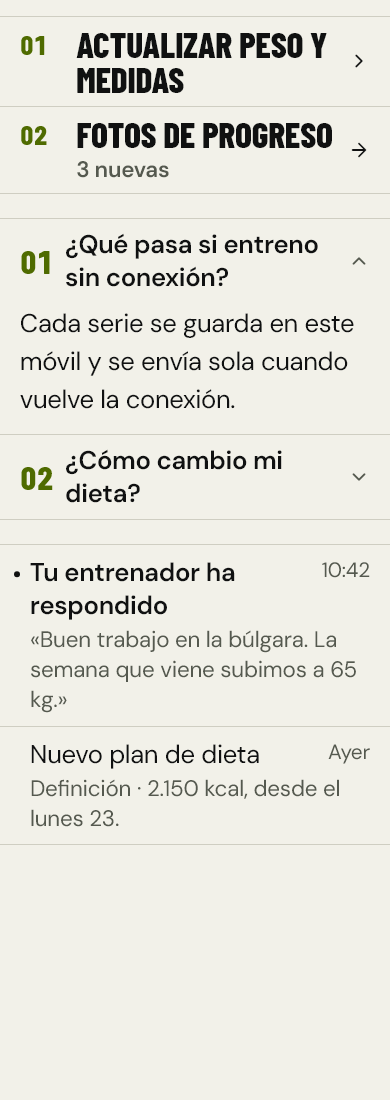 01
ACTUALIZAR PESO Y
MEDIDAS
02
FOTOS DE PROGRESO
3 nuevas
01
¿Qué pasa si entreno
sin conexión?
Cada serie se guarda en este
móvil y se envía sola cuando
vuelve la conexión.
02
¿Cómo cambio mi
dieta?
Tu entrenador ha
respondido
10:42
«Buen trabajo en la búlgara. La
semana que viene subimos a 65
kg.»
Nuevo plan de dieta
Ayer
Definición · 2.150 kcal, desde el
lunes 23.